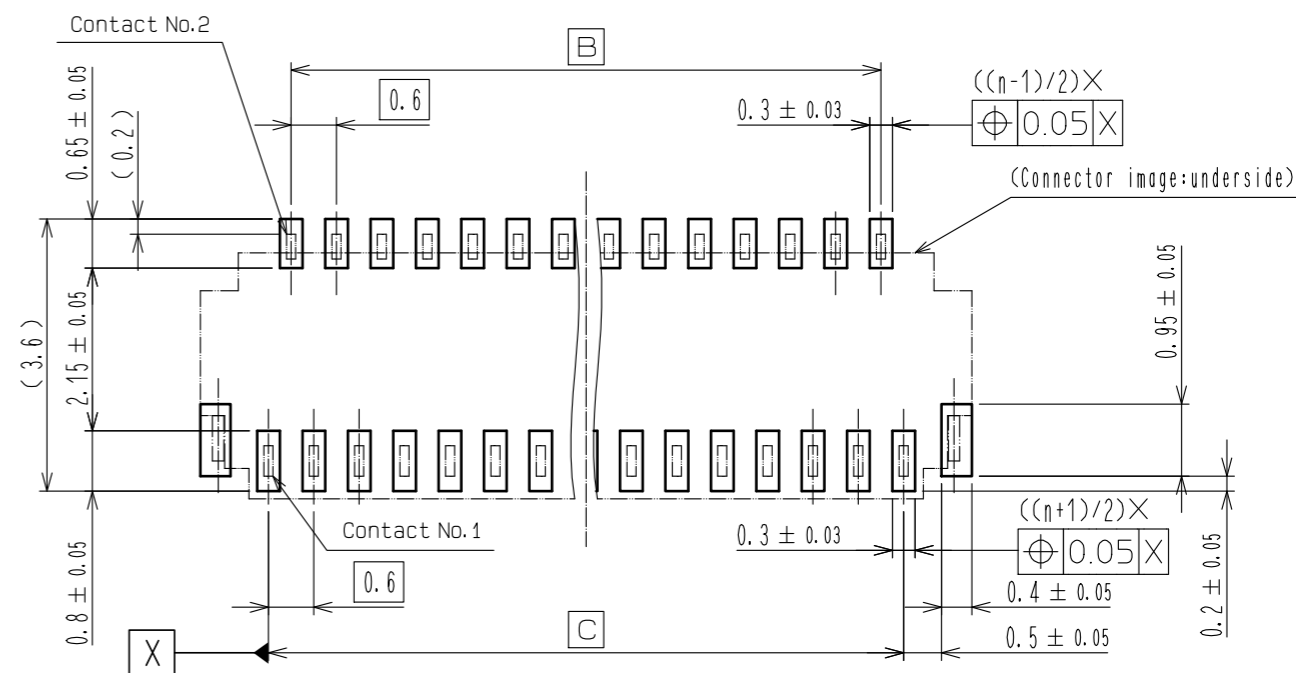 Contact No.2
B
((n-1)/2)X
0.6
0.3 ± 0.03
⌖ 0.05 X
0.65 ± 0.05
(0.2)
(Connector image:underside)
(3.6)
2.15 ± 0.05
0.95 ± 0.05
Contact No.1
0.3 ± 0.03
((n+1)/2)X
⌖ 0.05 X
0.8 ± 0.05
0.6
0.4 ± 0.05
0.2 ± 0.05
X
C
0.5 ± 0.05